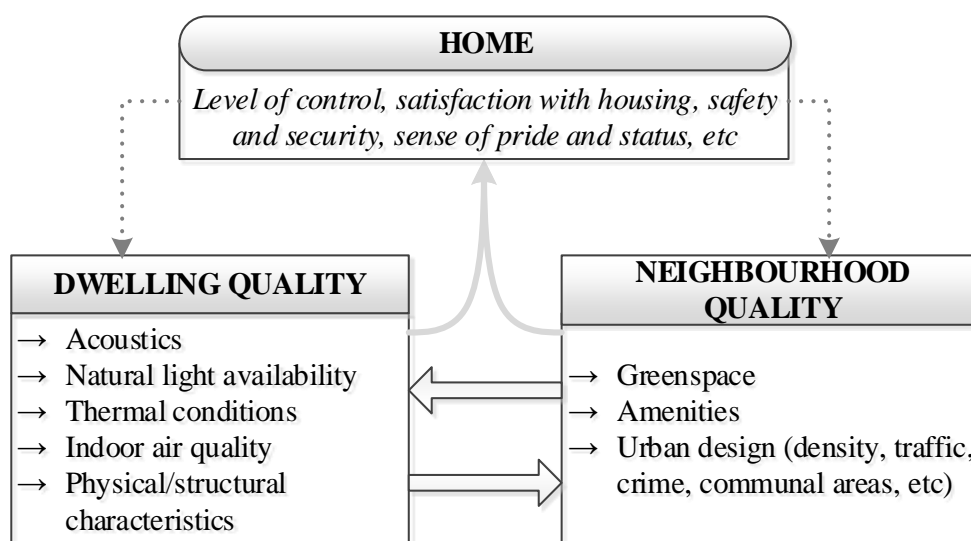 HOME
Level of control, satisfaction with housing, safety
and security, sense of pride and status, etc
DWELLING QUALITY
→ Acoustics
→ Natural light availability
→ Thermal conditions
→ Indoor air quality
→ Physical/structural
characteristics
NEIGHBOURHOOD
QUALITY
→ Greenspace
→ Amenities
→ Urban design (density, traffic,
crime, communal areas, etc)